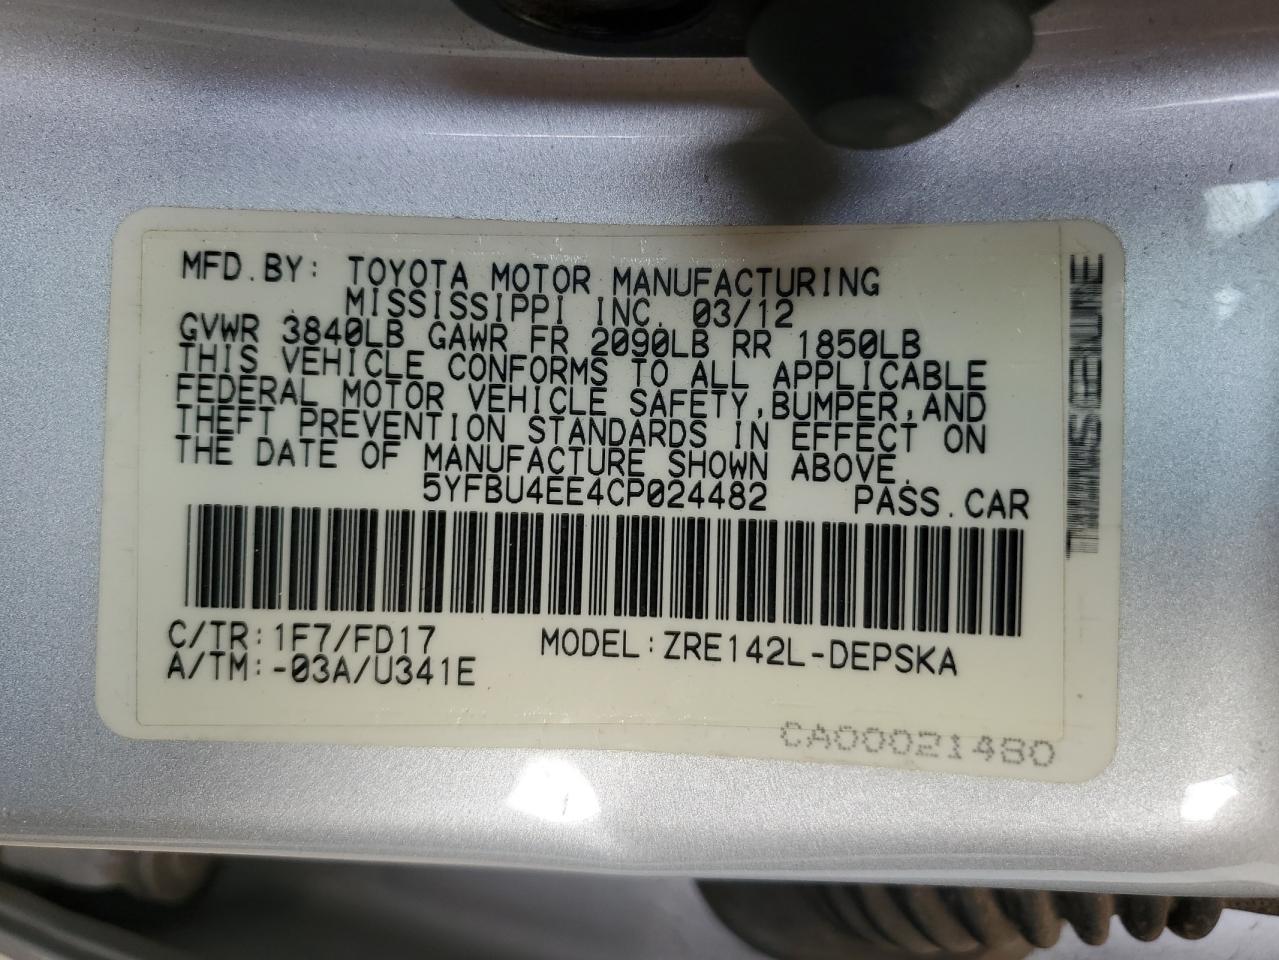 MFD.BY: TOYOTA MOTOR MANUFACTURING
MISSISSIPPI INC. 03/12
GVWR 3840LB GAWR FR 2090LB RR 1850LB
THIS VEHICLE CONFORMS TO ALL APPLICABLE
FEDERAL MOTOR VEHICLE SAFETY,BUMPER,AND
THEFT PREVENTION STANDARDS IN EFFECT ON
THE DATE OF MANUFACTURE SHOWN ABOVE.
5YFBU4EE4CP024482 PASS.CAR
C/TR:1F7/FD17 MODEL:ZRE142L-DEPSKA
A/TM:-03A/U341E
CA00021480